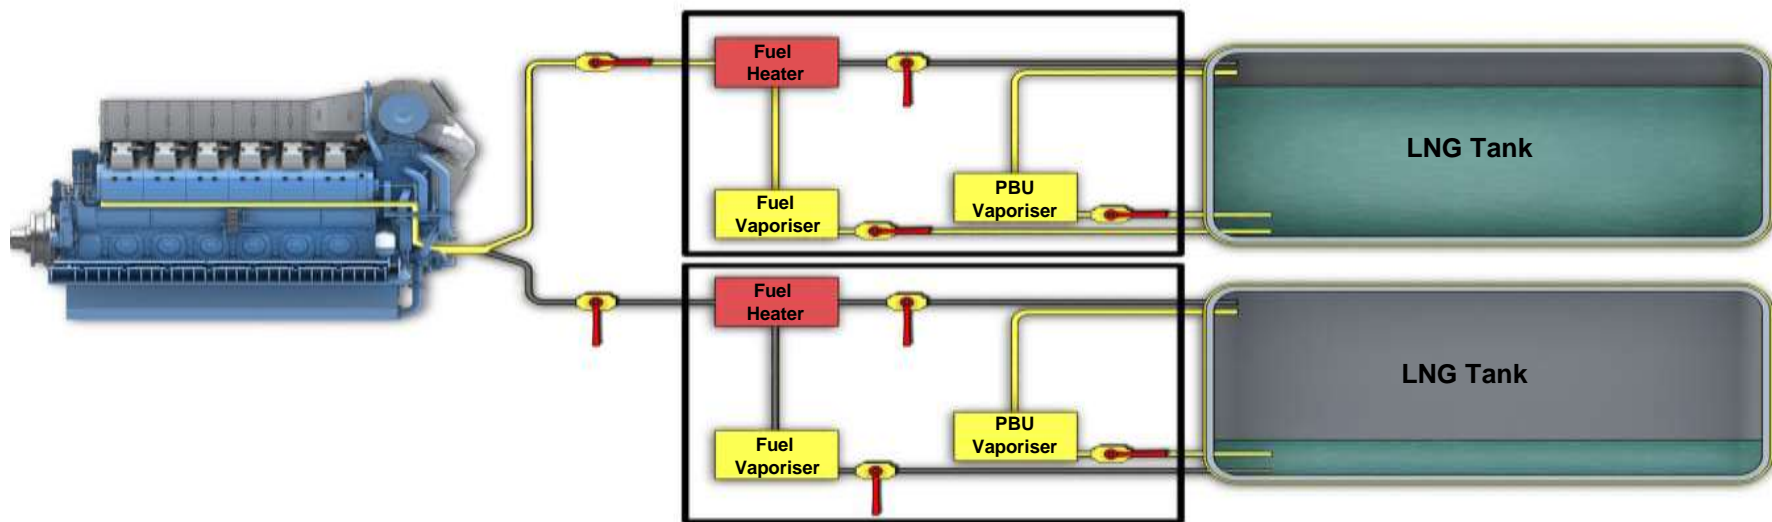 Fuel
Heater
LNG Tank
PBU
Vaporiser
Fuel
Vaporiser
Fuel
Heater
LNG Tank
PBU
Vaporiser
Fuel
Vaporiser